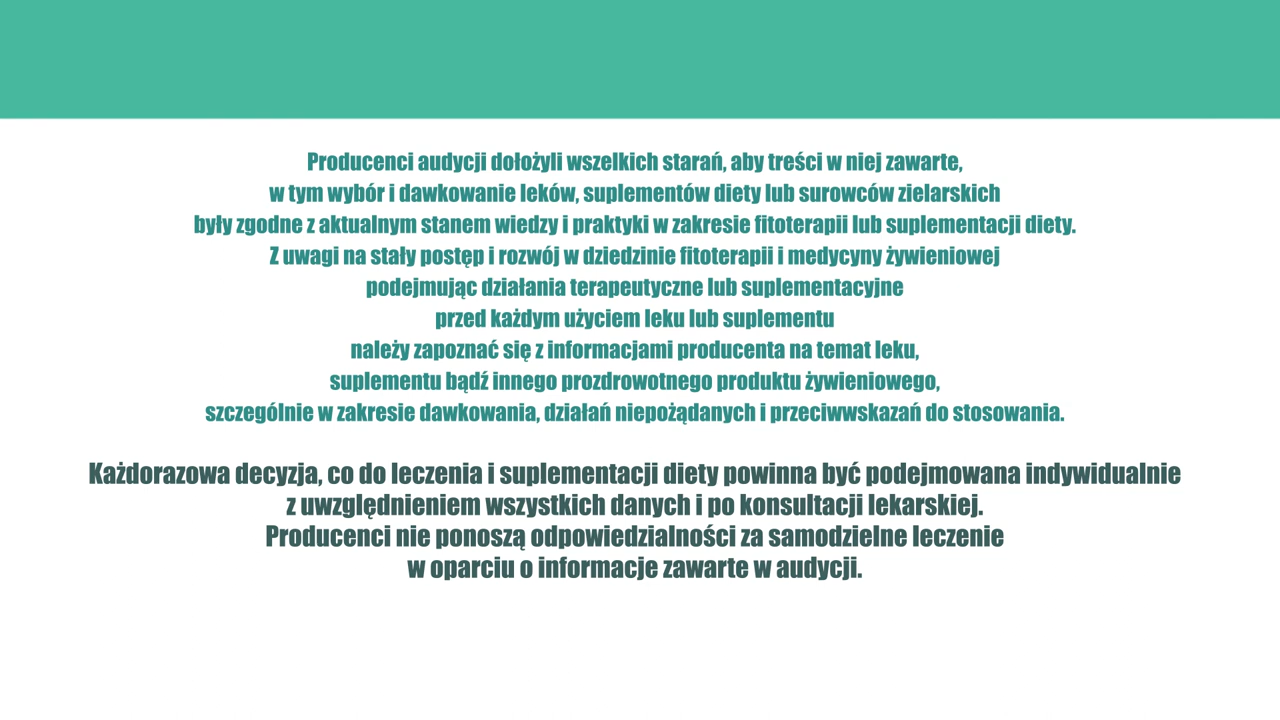 Producenci audycji dołożyli wszelkich starań, aby treści w niej zawarte,
w tym wybór i dawkowanie leków, suplementów diety lub surowców zielarskich
były zgodne z aktualnym stanem wiedzy i praktyki w zakresie fitoterapii lub suplementacji diety.
Z uwagi na stały postęp i rozwój w dziedzinie fitoterapii i medycyny żywieniowej
podejmując działania terapeutyczne lub suplementacyjne
przed każdym użyciem leku lub suplementu
należy zapoznać się z informacjami producenta na temat leku,
suplementu bądź innego prozdrowotnego produktu żywieniowego,
szczególnie w zakresie dawkowania, działań niepożądanych i przeciwwskazań do stosowania.
Każdorazowa decyzja, co do leczenia i suplementacji diety powinna być podejmowana indywidualnie
z uwzględnieniem wszystkich danych i po konsultacji lekarskiej.
Producenci nie ponoszą odpowiedzialności za samodzielne leczenie
w oparciu o informacje zawarte w audycji.